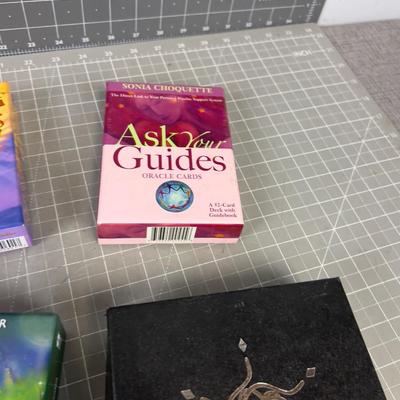 SONIA CHOQUETTE
The Direct Link to Your Personal Psychic Support System
Ask Your
Guides
ORACLE CARDS
A 52-Card
Deck with
Guidebook
R